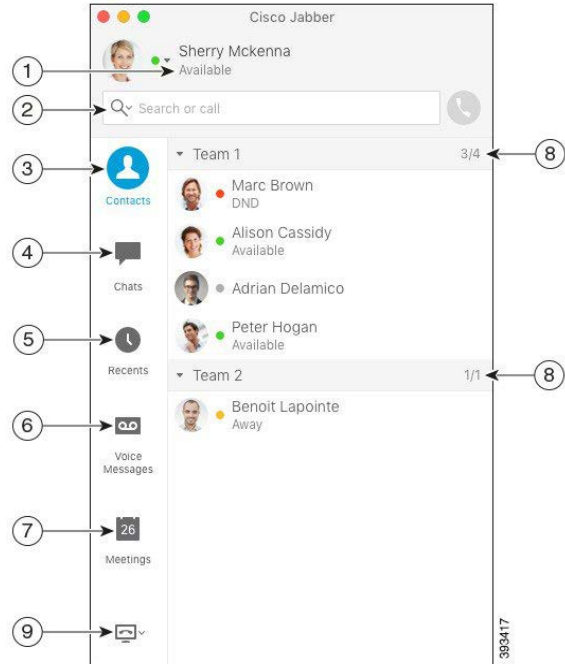 Cisco Jabber
Sherry Mckenna
1
Available
2
Search or call
3
Contacts
Team 1
3/4
8
Marc Brown
DND
4
Chats
Alison Cassidy
Available
Adrian Delamico
5
Recents
Peter Hogan
Available
Team 2
1/1
8
6
Voice
Messages
Benoit Lapointe
Away
7
26
Meetings
9
393417